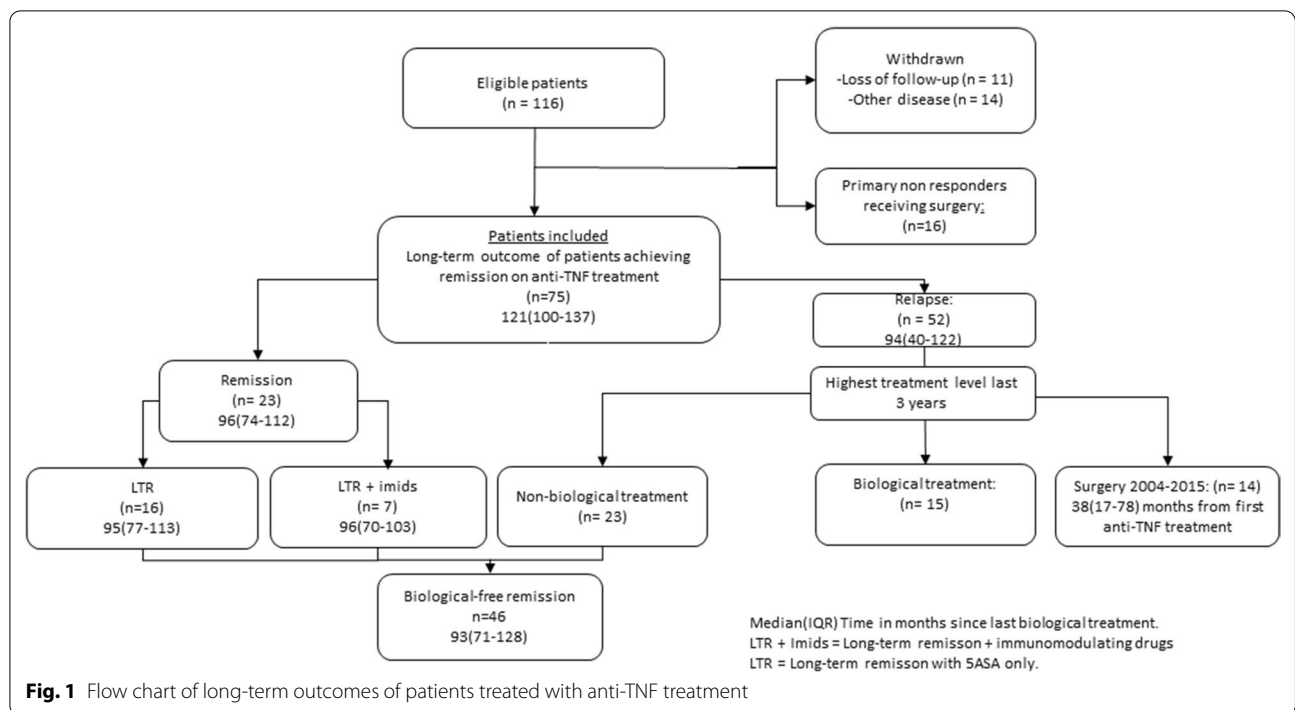 Eligible patients
(n = 116)
Withdrawn
-Loss of follow-up (n = 11)
-Other disease (n = 14)
Primary non responders
receiving surgery:
(n=16)
Patients included
Long-term outcome of patients achieving
remission on anti-TNF treatment
(n=75)
121(100-137)
Relapse:
(n = 52)
94(40-122)
Remission
(n= 23)
96(74-112)
Highest treatment level last
3 years
LTR
(n=16)
95(77-113)
LTR + imids
(n= 7)
96(70-103)
Non-biological treatment
(n= 23)
Biological treatment:
(n= 15)
Surgery 2004-2015: (n= 14)
38(17-78) months from first
anti-TNF treatment
Biological-free remission
n=46
93(71-128)
Median(IQR) Time in months since last biological treatment.
LTR + Imids = Long-term remisson + immunomodulating drugs
LTR = Long-term remisson with 5ASA only.
Fig. 1 Flow chart of long-term outcomes of patients treated with anti-TNF treatment